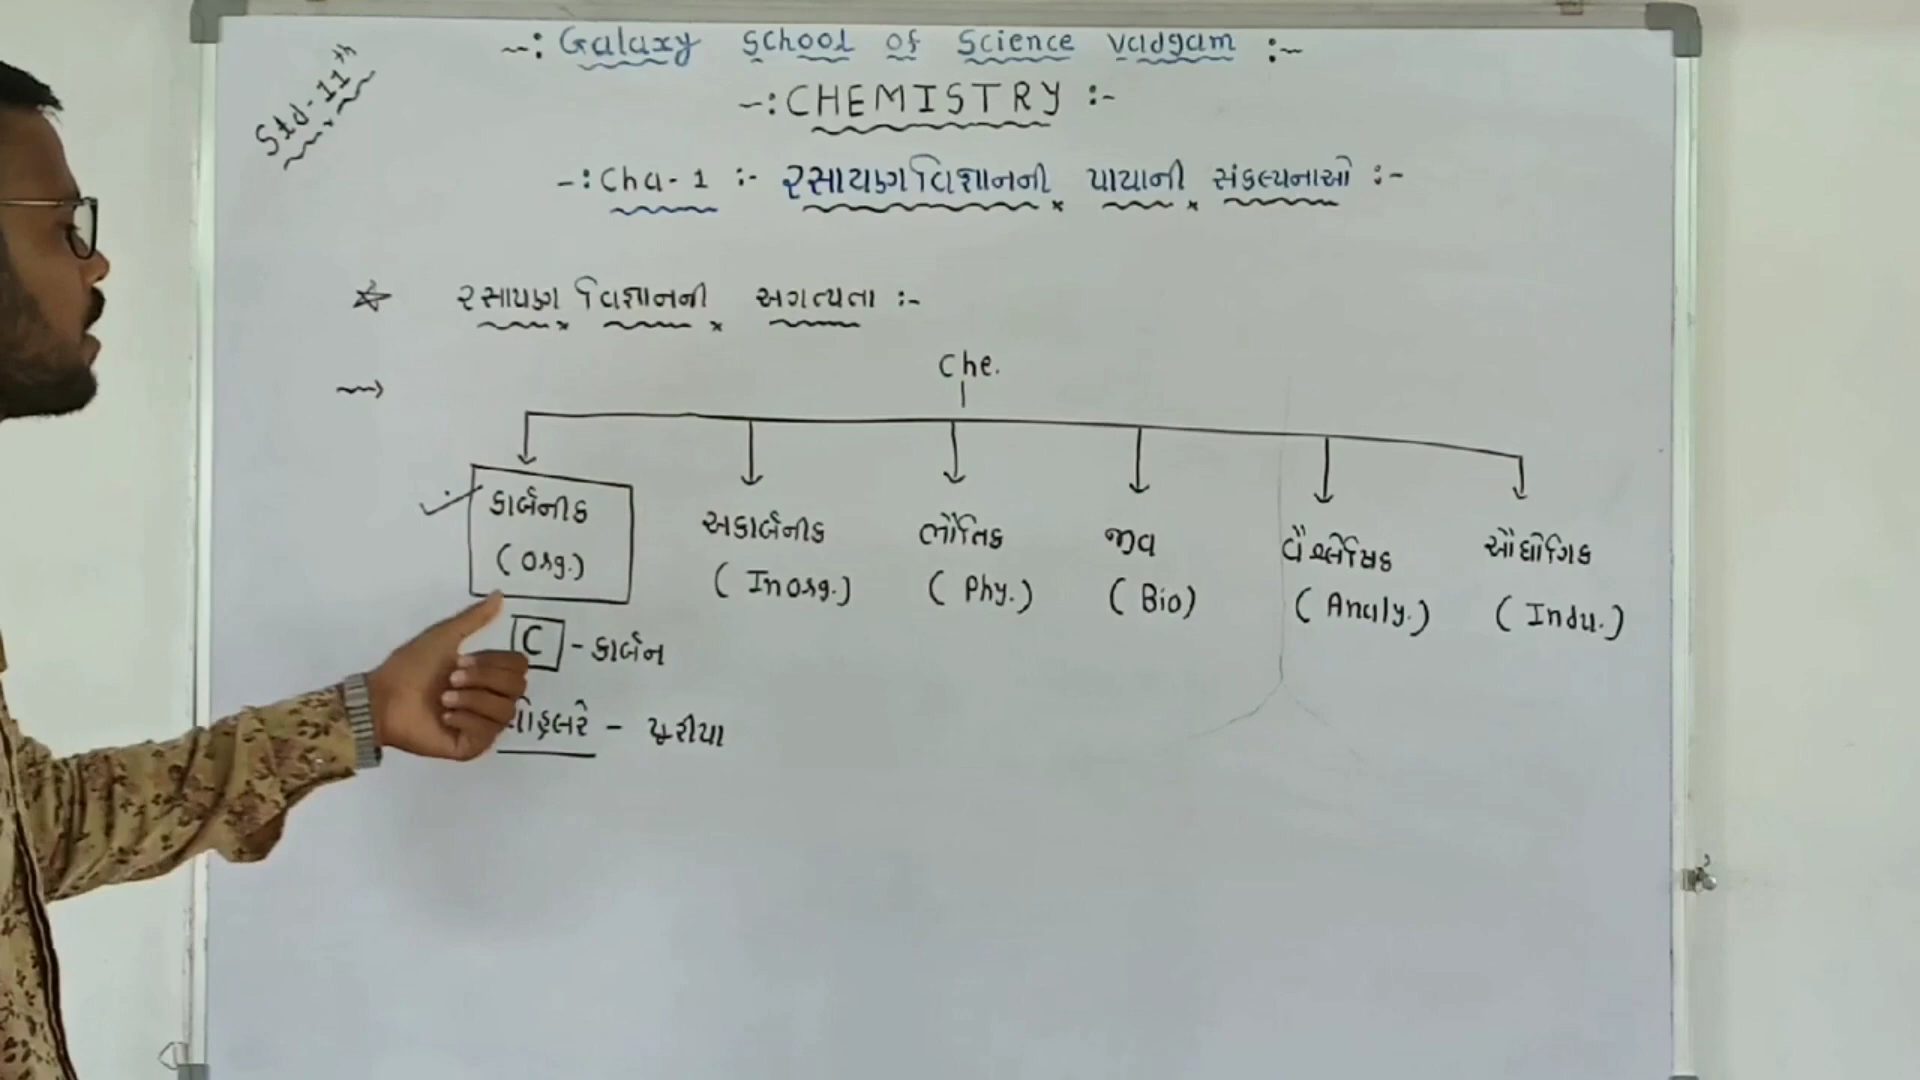 Std-11th
~: Galaxy School of Science Vadgam :~
~: CHEMISTRY :-
-: Cha-1 :- રસાયણવિજ્ઞાનની પાયાની સંકલ્પનાઓ :-
☆ રસાયણ વિજ્ઞાનની અગત્યતા :-
Che.
કાર્બનીક અકાર્બનીક ભૌતિક જીવ વૈશ્લેષિક ઔદ્યોગિક
(Org.) (Inorg.) (Phy.) (Bio) (Analy.) (Indu.)
C - કાર્બન
- યૂરીયા